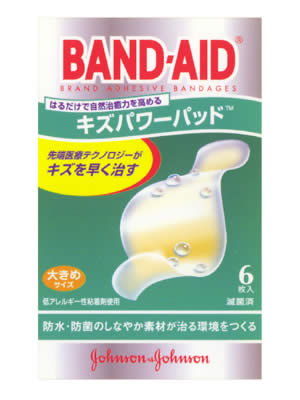 BAND-AID®
BRAND ADHESIVE BANDAGES
はるだけで自然治癒力を高める
キズパワーパッド™
先端医療テクノロジーが
キズを早く治す
大きめ
サイズ
6枚入
低アレルギー性粘着剤使用
滅菌済
防水・防菌のしなやか素材が治る環境をつくる
Johnson & Johnson